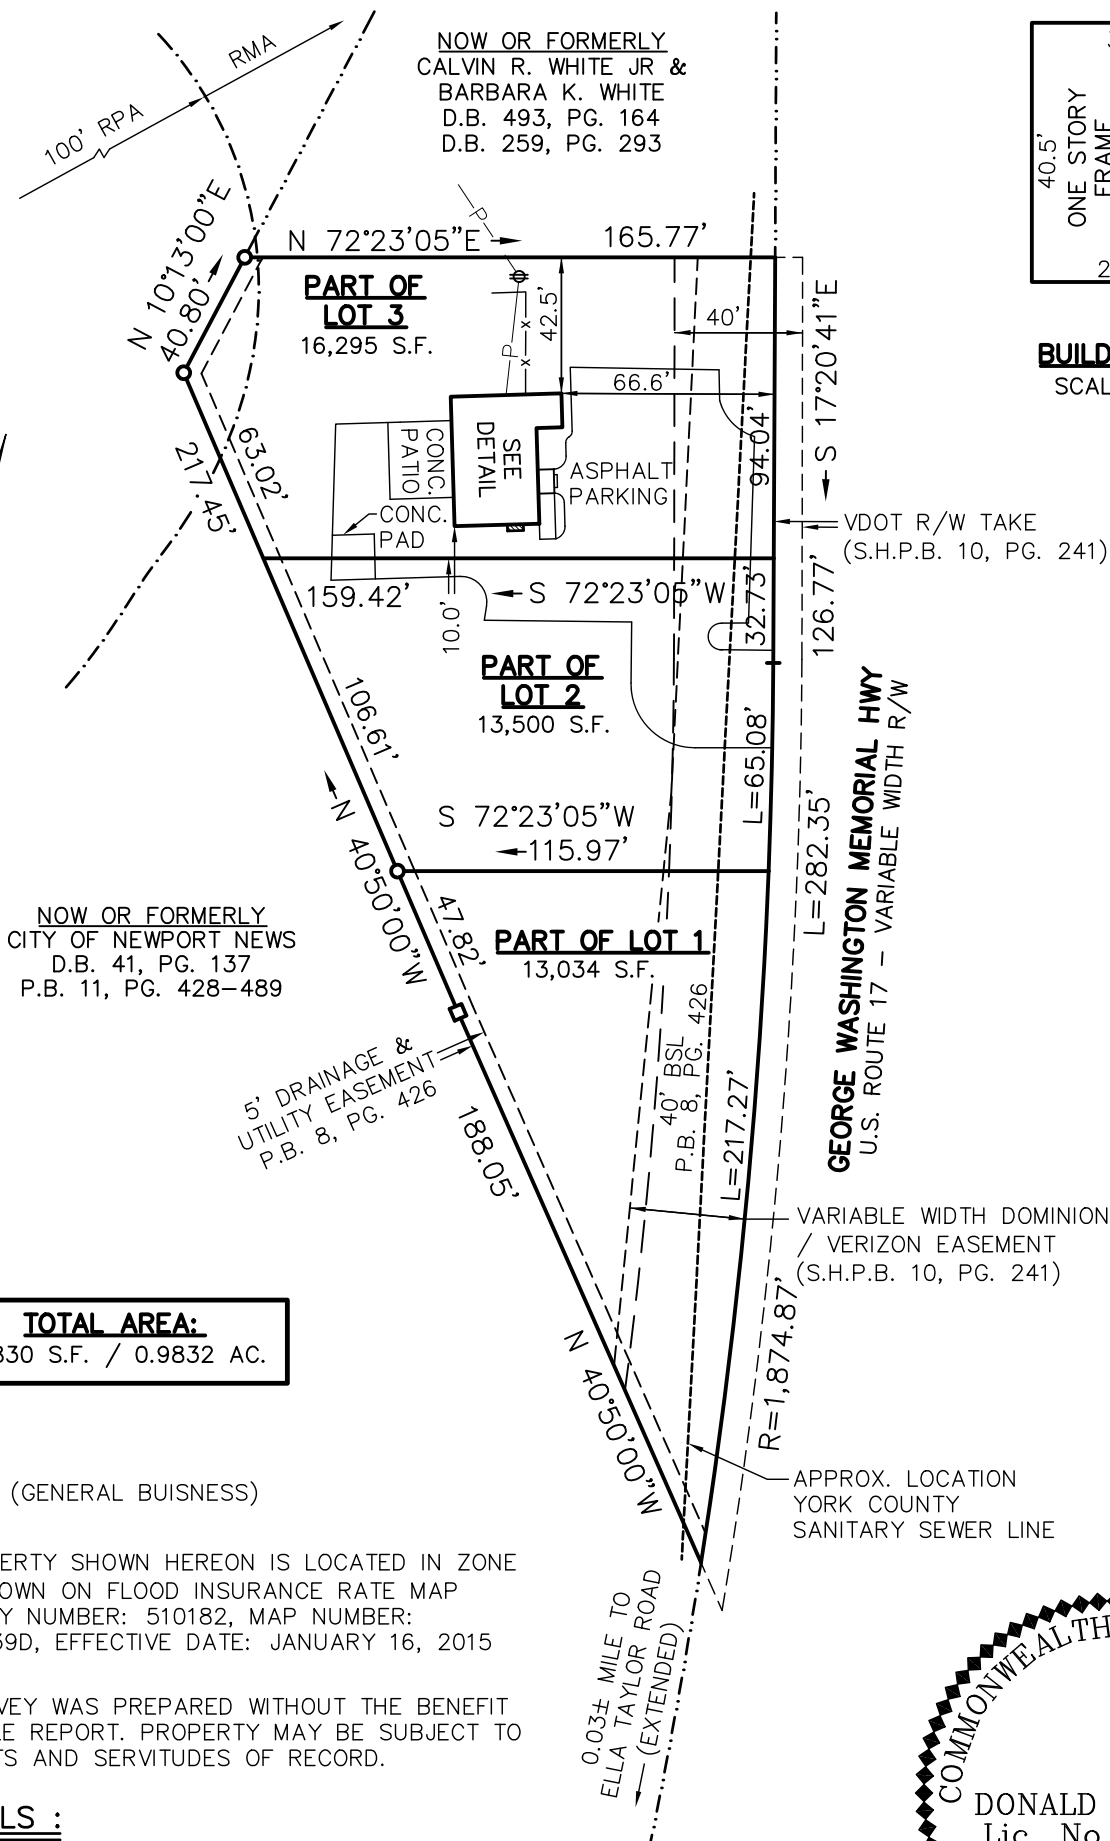 NOW OR FORMERLY
CALVIN R. WHITE JR &
BARBARA K. WHITE
D.B. 493, PG. 164
D.B. 259, PG. 293
RMA
100' RPA
40.5'
ONE STORY
FRAME
N 10°13'00"E
40.80'
N 72°23'05"E
165.77'
P
PART OF
LOT 3
16,295 S.F.
42.5'
P
x
x
40'
S 17°20'41"E
BUILD
SCAL
66.6'
94.04'
SEE
DETAIL
CONC.
PATIO
ASPHALT
PARKING
CONC.
PAD
63.02'
217.45'
VDOT R/W TAKE
(S.H.P.B. 10, PG. 241)
159.42'
S 72°23'05"W
10.0'
32.73'
126.77'
PART OF
LOT 2
13,500 S.F.
106.61'
L=65.08'
L=282.35'
GEORGE WASHINGTON MEMORIAL HWY
U.S. ROUTE 17 - VARIABLE WIDTH R/W
S 72°23'05"W
115.97'
N 40°50'00"W
NOW OR FORMERLY
CITY OF NEWPORT NEWS
D.B. 41, PG. 137
P.B. 11, PG. 428-489
47.82'
PART OF LOT 1
13,034 S.F.
40' BSL
P.B. 8, PG. 426
5' DRAINAGE &
UTILITY EASEMENT
P.B. 8, PG. 426
188.05'
L=217.27'
VARIABLE WIDTH DOMINION
/ VERIZON EASEMENT
(S.H.P.B. 10, PG. 241)
R=1,874.87'
TOTAL AREA:
830 S.F. / 0.9832 AC.
N 40°50'00"W
APPROX. LOCATION
YORK COUNTY
SANITARY SEWER LINE
(GENERAL BUISNESS)
ERTY SHOWN HEREON IS LOCATED IN ZONE
OWN ON FLOOD INSURANCE RATE MAP
Y NUMBER: 510182, MAP NUMBER:
39D, EFFECTIVE DATE: JANUARY 16, 2015
VEY WAS PREPARED WITHOUT THE BENEFIT
LE REPORT. PROPERTY MAY BE SUBJECT TO
TS AND SERVITUDES OF RECORD.
0.03± MILE TO
ELLA TAYLOR ROAD
(EXTENDED)
LS :
COMMONWEALTH
DONALD
Lic. No